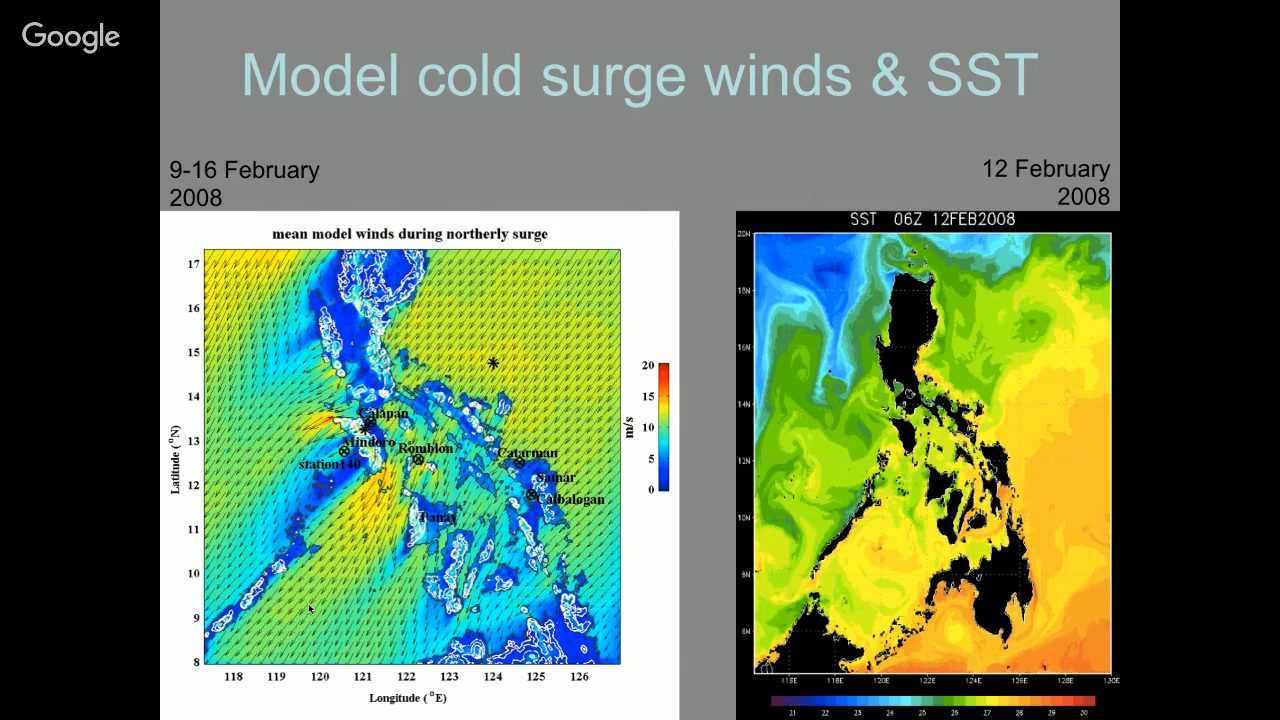 Google
Model cold surge winds & SST
9-16 February
2008
12 February
2008
mean model winds during northerly surge
17
16
15
14
13
12
11
10
9
8
Latitude (°N)
Calapan
Mindoro
station140
Romblon
Catarman
Samar
Calbalogan
Panay
118 119 120 121 122 123 124 125 126
Longitude (°E)
20
15
10
5
0
m/s
SST 06Z 12FEB2008
20N
18N
16N
14N
12N
10N
8N
6N
116E 118E 120E 122E 124E 126E 128E 130E
21 22 23 24 25 26 27 28 29 30